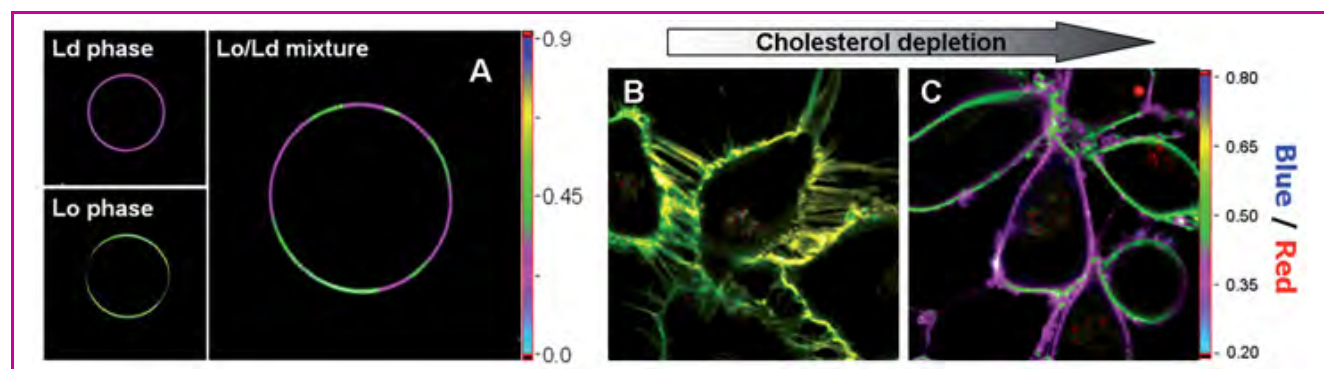 Ld phase
Lo/Ld mixture
A
Lo phase
-0.9
-0.45
-0.0
Cholesterol depletion
B
C
- 0.80
- 0.65
- 0.50
- 0.35
- 0.20
Blue / Red